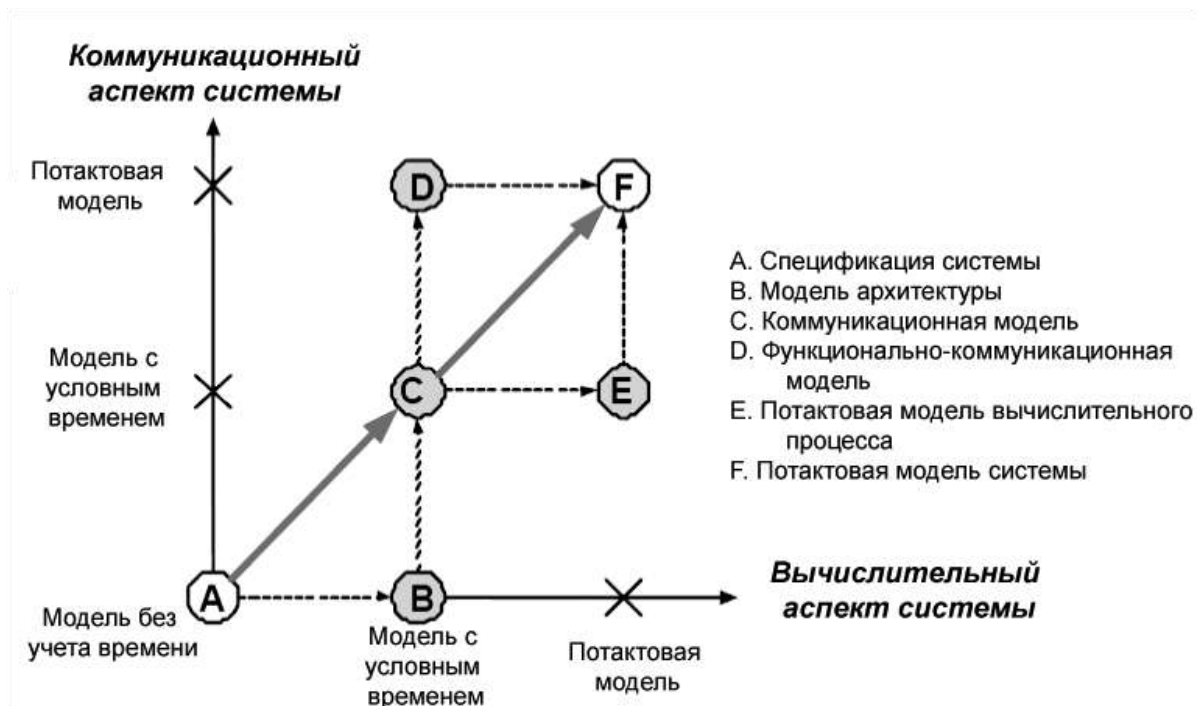 Коммуникационный
аспект системы
Потактовая
модель
D
F
A. Спецификация системы
B. Модель архитектуры
C. Коммуникационная модель
D. Функционально-коммуникационная
модель
E. Потактовая модель вычислительного
процесса
F. Потактовая модель системы
Модель с
условным
временем
C
E
A
B
Вычислительный
аспект системы
Модель без
учета времени
Модель с
условным
временем
Потактовая
модель